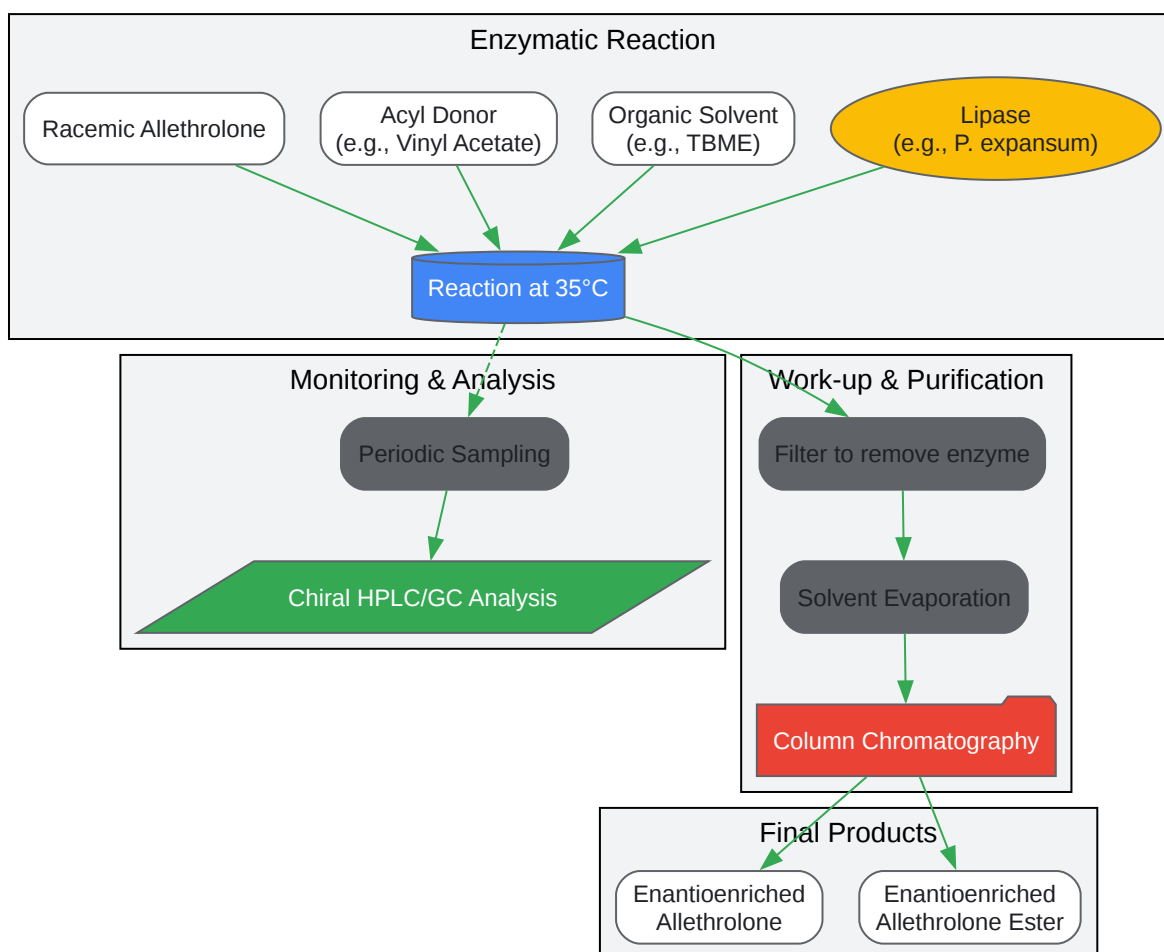 Enzymatic Reaction
Racemic Allethrolone
Acyl Donor
(e.g., Vinyl Acetate)
Organic Solvent
(e.g., TBME)
Lipase
(e.g., P. expansum)
Reaction at 35°C
Monitoring & Analysis
Periodic Sampling
Chiral HPLC/GC Analysis
Work-up & Purification
Filter to remove enzyme
Solvent Evaporation
Column Chromatography
Final Products
Enantioenriched
Allethrolone
Enantioenriched
Allethrolone Ester